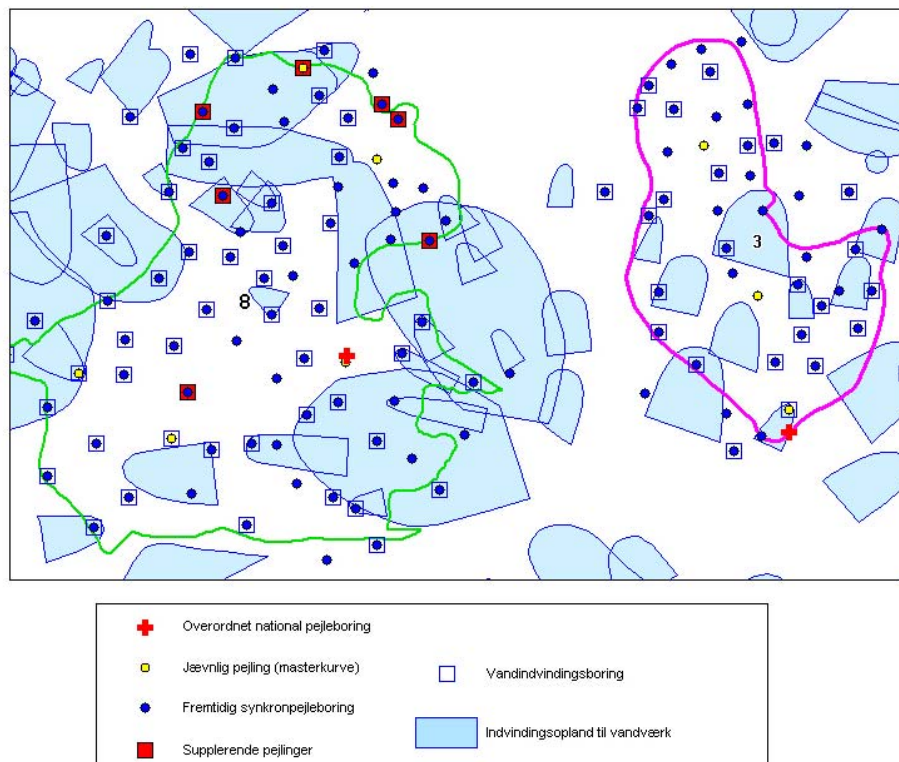 3
8
Overordnet national pejleboring
Jævnlig pejling (masterkurve)
Vandindvindingsboring
Fremtidig synkronpejleboring
Indvindingsopland til vandværk
Supplerende pejlinger